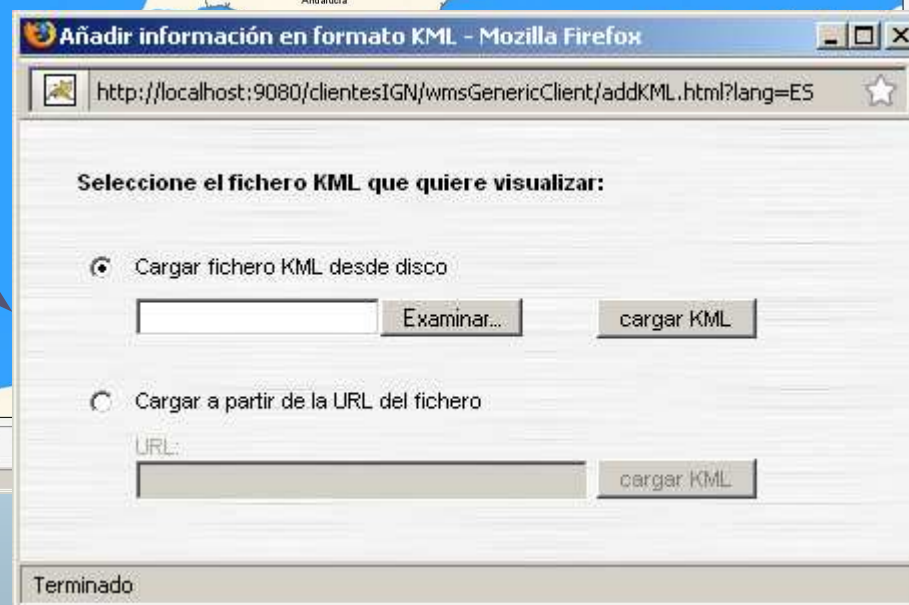 Andalucía
Añadir información en formato KML - Mozilla Firefox
http://localhost:9080/clientesIGN/wmsGenericClient/addKML.html?lang=ES
Seleccione el fichero KML que quiere visualizar:
Cargar fichero KML desde disco
Examinar... cargar KML
Cargar a partir de la URL del fichero
URL:
cargar KML
Terminado